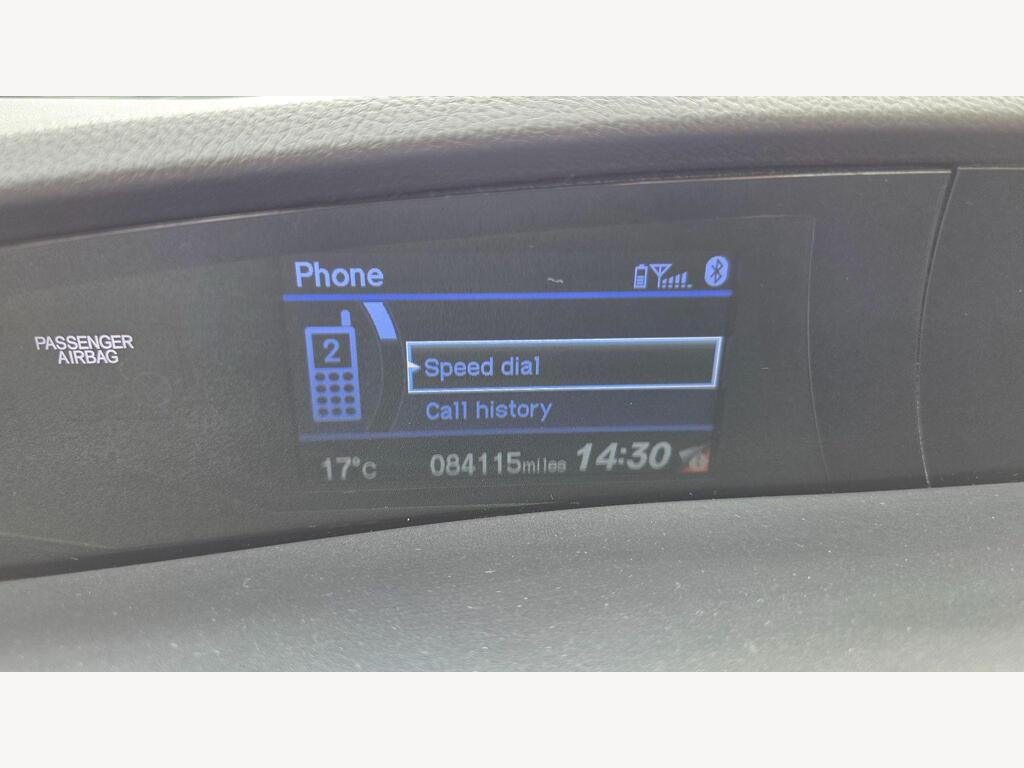 Phone
PASSENGER
AIRBAG
2
Speed dial
Call history
17°C 084115miles 14:30